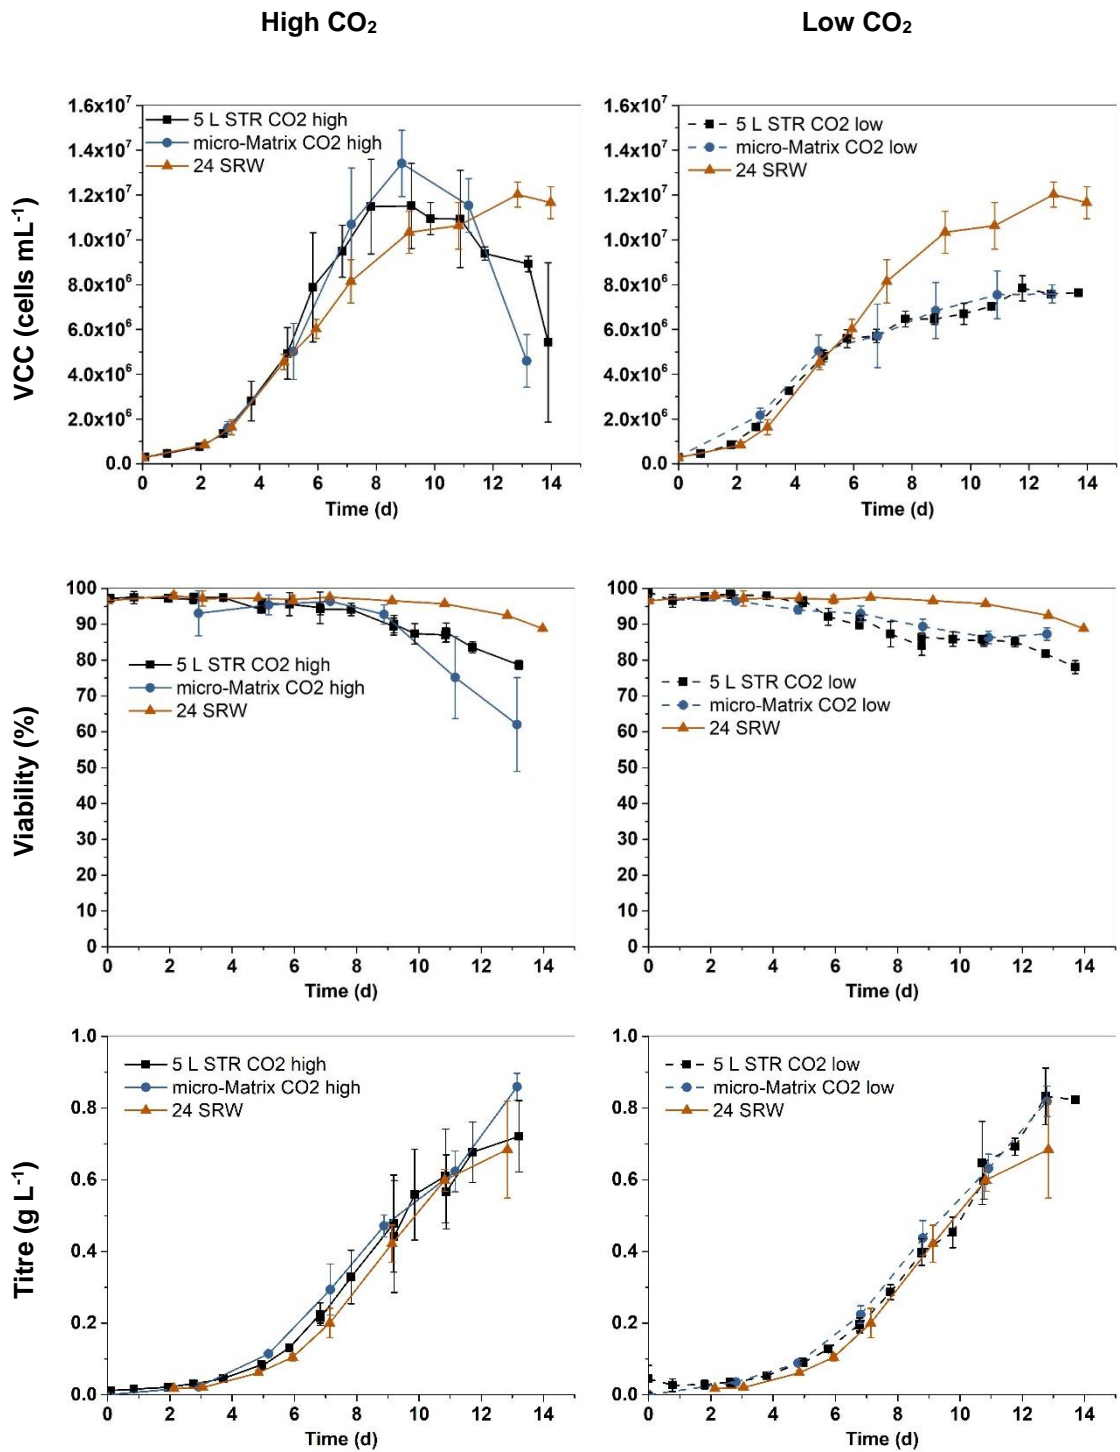 High CO₂
Low CO₂
VCC (cells mL⁻¹)
1.6x10⁷
1.4x10⁷
1.2x10⁷
1.0x10⁷
8.0x10⁶
6.0x10⁶
4.0x10⁶
2.0x10⁶
0.0
5 L STR CO2 high
micro-Matrix CO2 high
24 SRW
0 2 4 6 8 10 12 14
Time (d)
1.6x10⁷
1.4x10⁷
1.2x10⁷
1.0x10⁷
8.0x10⁶
6.0x10⁶
4.0x10⁶
2.0x10⁶
0.0
5 L STR CO2 low
micro-Matrix CO2 low
24 SRW
0 2 4 6 8 10 12 14
Time (d)
Viability (%)
100
90
80
70
60
50
40
30
20
10
0
5 L STR CO2 high
micro-Matrix CO2 high
24 SRW
0 2 4 6 8 10 12 14
Time (d)
100
90
80
70
60
50
40
30
20
10
0
5 L STR CO2 low
micro-Matrix CO2 low
24 SRW
0 2 4 6 8 10 12 14
Time (d)
Titre (g L⁻¹)
1.0
0.8
0.6
0.4
0.2
0.0
5 L STR CO2 high
micro-Matrix CO2 high
24 SRW
0 2 4 6 8 10 12 14
Time (d)
1.0
0.8
0.6
0.4
0.2
0.0
5 L STR CO2 low
micro-Matrix CO2 low
24 SRW
0 2 4 6 8 10 12 14
Time (d)